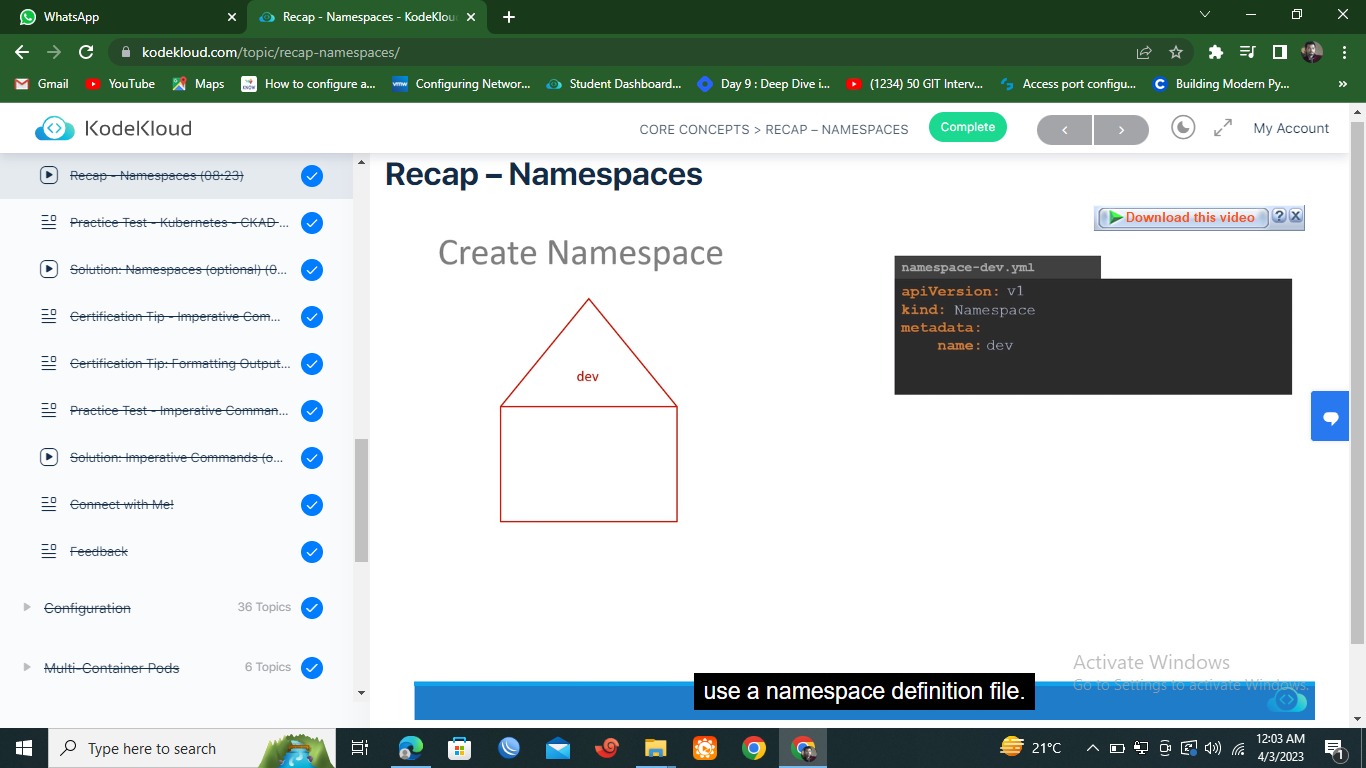 WhatsApp
Recap - Namespaces - KodeKlou
kodekloud.com/topic/recap-namespaces/
Gmail
YouTube
Maps
How to configure a...
Configuring Networ...
Student Dashboard...
Day 9 : Deep Dive i...
(1234) 50 GIT Interv...
Access port configu...
Building Modern Py...
»
KodeKloud
CORE CONCEPTS > RECAP – NAMESPACES
Complete
My Account
Recap - Namespaces (08:23)
Practice Test - Kubernetes - CKAD ...
Solution: Namespaces (optional) (0...
Certification Tip - Imperative Com...
Certification Tip: Formatting Output...
Practice Test - Imperative Comman...
Solution: Imperative Commands (o...
Connect with Me!
Feedback
Configuration
36 Topics
Multi-Container Pods
6 Topics
Recap – Namespaces
Download this video
?
X
Create Namespace
dev
namespace-dev.yml
apiVersion: v1
kind: Namespace
metadata:
name: dev
use a namespace definition file.
Activate Windows
Go to Settings to activate Windows.
Type here to search
21°C
12:03 AM
4/3/2023
1